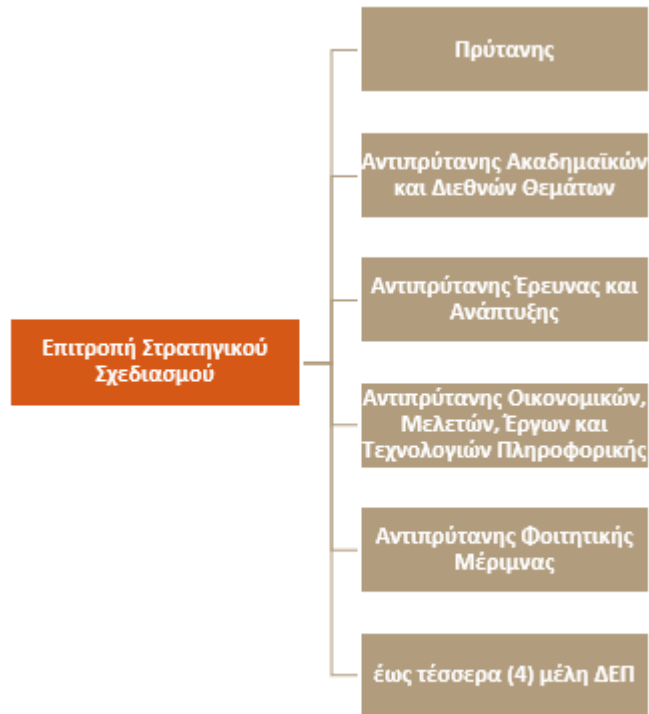 Πρύτανης
Αντιπρύτανης Ακαδημαϊκών
και Διεθνών Θεμάτων
Αντιπρύτανης Έρευνας και
Ανάπτυξης
Επιτροπή Στρατηγικού
Σχεδιασμού
Αντιπρύτανης Οικονομικών,
Μελετών, Έργων και
Τεχνολογιών Πληροφορικής
Αντιπρύτανης Φοιτητικής
Μέριμνας
έως τέσσερα (4) μέλη ΔΕΠ